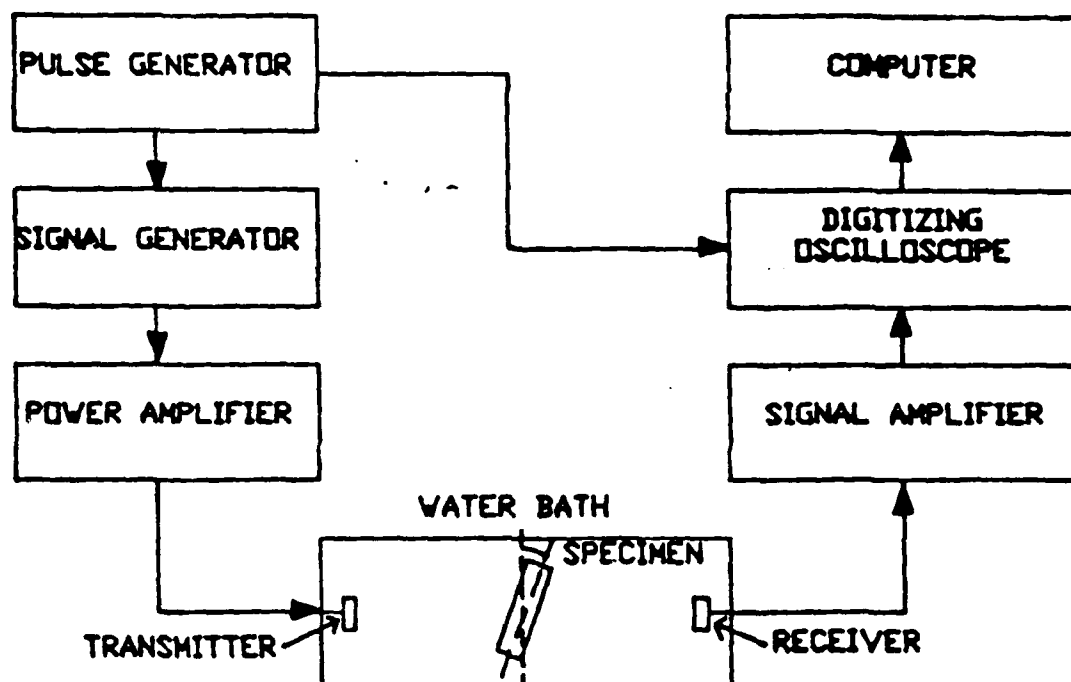 PULSE GENERATOR
COMPUTER
SIGNAL GENERATOR
DIGITIZING
OSCILLOSCOPE
POWER AMPLIFIER
SIGNAL AMPLIFIER
WATER BATH
SPECIMEN
TRANSMITTER
RECEIVER